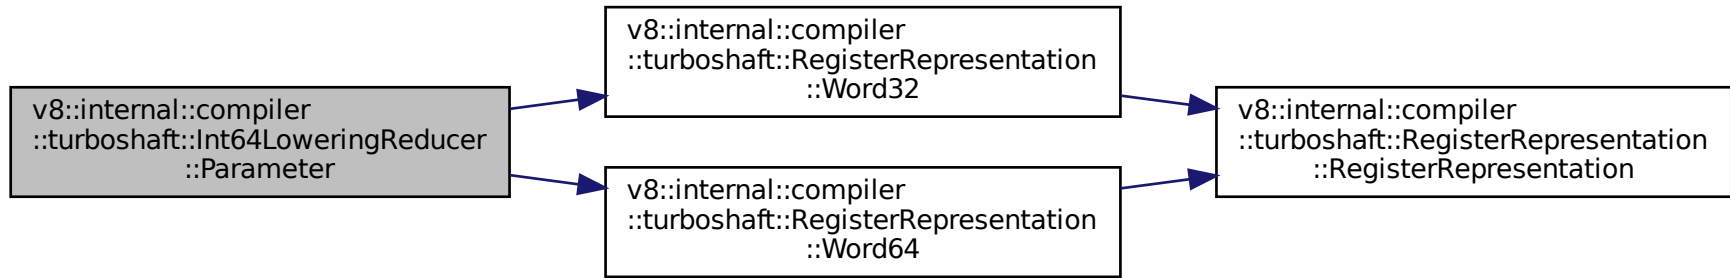 v8::internal::compiler
::turboshaft::Int64LoweringReducer
::Parameter
v8::internal::compiler
::turboshaft::RegisterRepresentation
::Word32
v8::internal::compiler
::turboshaft::RegisterRepresentation
::Word64
v8::internal::compiler
::turboshaft::RegisterRepresentation
::RegisterRepresentation